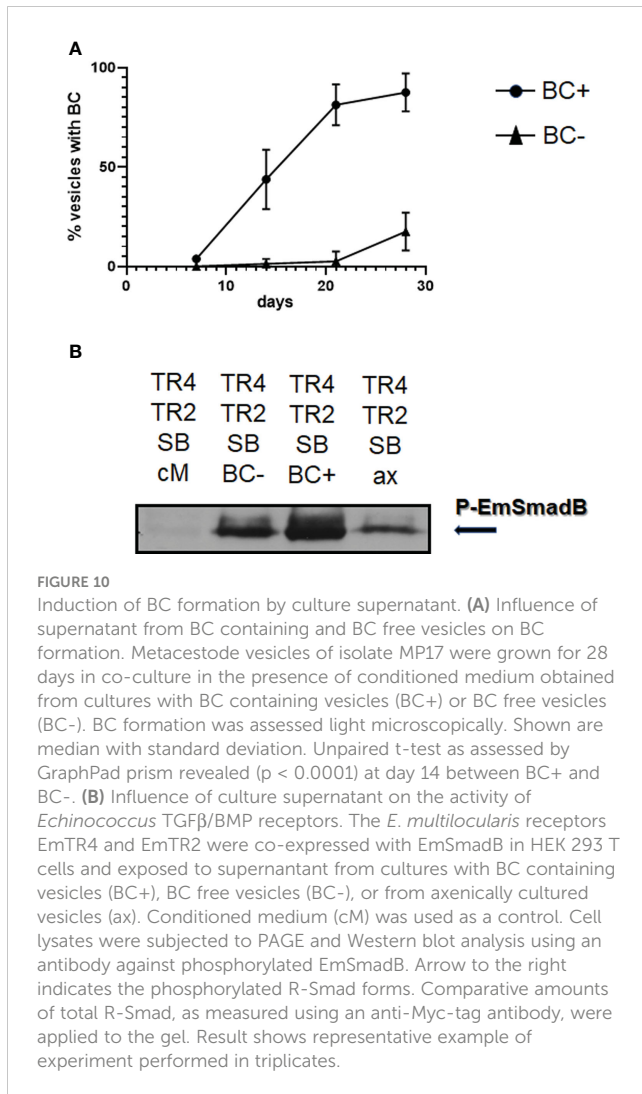 A
100
50
0
% vesicles with BC
0 10 20 30
days
BC+
BC-
B
TR4 TR4 TR4 TR4
TR2 TR2 TR2 TR2
SB SB SB SB
cM BC- BC+ ax
P-EmSmadB
FIGURE 10
Induction of BC formation by culture supernatant. (A) Influence of
supernatant from BC containing and BC free vesicles on BC
formation. Metacestode vesicles of isolate MP17 were grown for 28
days in co-culture in the presence of conditioned medium obtained
from cultures with BC containing vesicles (BC+) or BC free vesicles
(BC-). BC formation was assessed light microscopically. Shown are
median with standard deviation. Unpaired t-test as assessed by
GraphPad prism revealed (p < 0.0001) at day 14 between BC+ and
BC-. (B) Influence of culture supernatant on the activity of
Echinococcus TGFβ/BMP receptors. The E. multilocularis receptors
EmTR4 and EmTR2 were co-expressed with EmSmadB in HEK 293 T
cells and exposed to supernantant from cultures with BC containing
vesicles (BC+), BC free vesicles (BC-), or from axenically cultured
vesicles (ax). Conditioned medium (cM) was used as a control. Cell
lysates were subjected to PAGE and Western blot analysis using an
antibody against phosphorylated EmSmadB. Arrow to the right
indicates the phosphorylated R-Smad forms. Comparative amounts
of total R-Smad, as measured using an anti-Myc-tag antibody, were
applied to the gel. Result shows representative example of
experiment performed in triplicates.